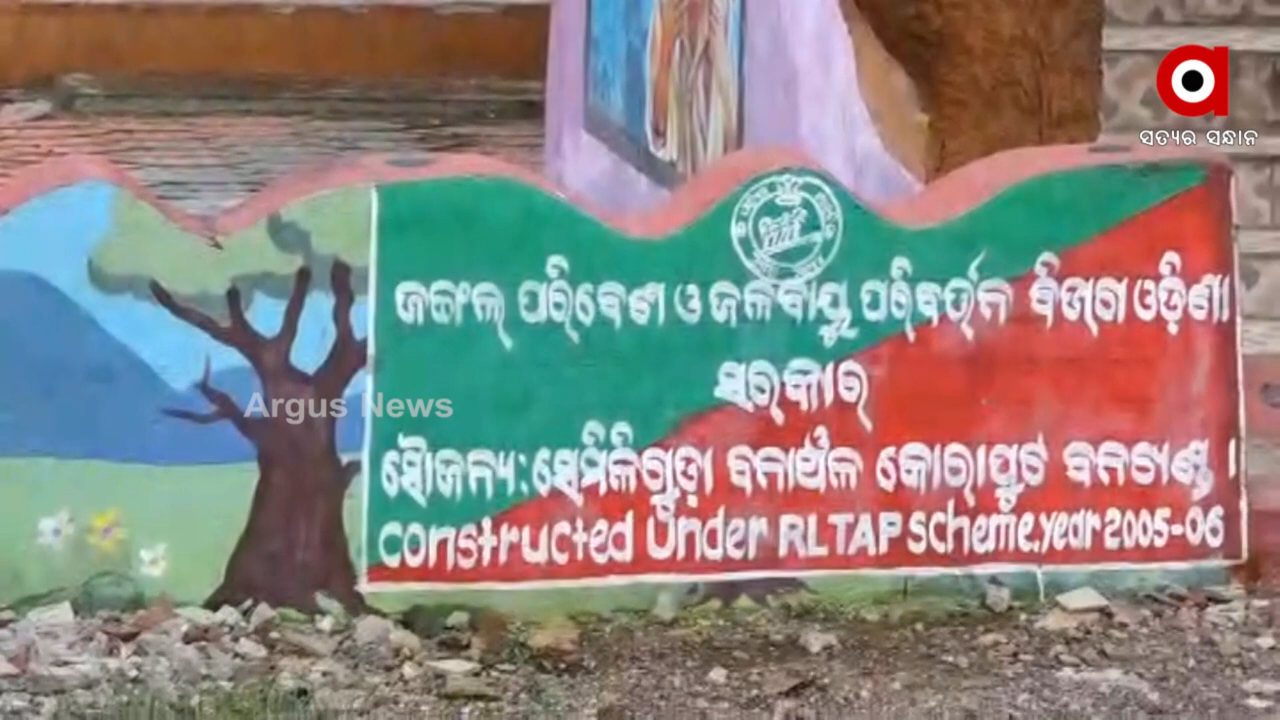 ସତ୍ୟର ସନ୍ଧାନ
ଜଙ୍ଗଲ୍ ପରିବେଶ ଓ ଜଳବାୟୁ ପରିବର୍ତ୍ତନ ବିଭାଗ ଓଡ଼ିଶା
ସରକାର
Argus News
ସୌଜନ୍ୟ: ସେମିଳିଗୁଡ଼ା ବନାଞ୍ଚଳ କୋରାପୁଟ ବନଖଣ୍ଡ ।
Constructed Under RLTAP Scheme.year 2005-06